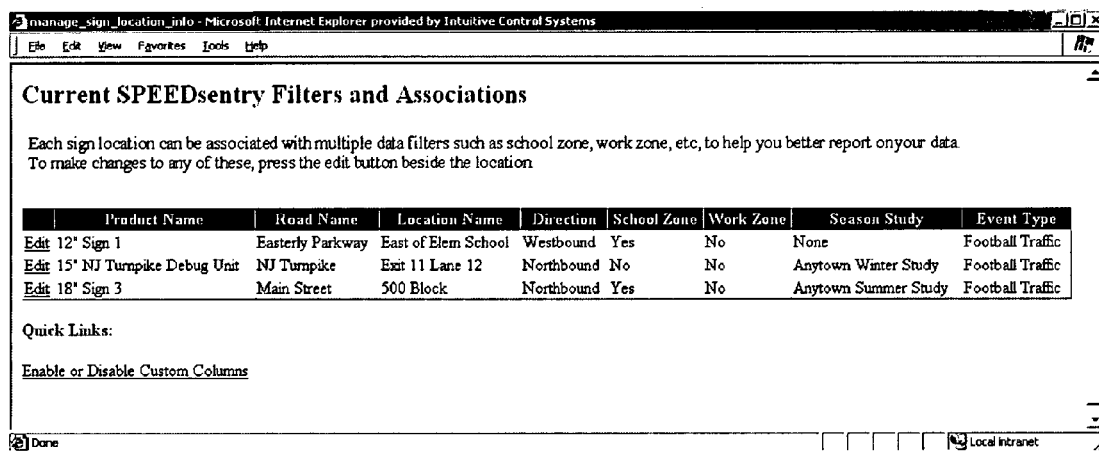 manage_sign_location_info - Microsoft Internet Explorer provided by Intuitive Control Systems
File Edit View Favorites Tools Help
Current SPEEDsentry Filters and Associations
Each sign location can be associated with multiple data filters such as school zone, work zone, etc, to help you better report on your data.
To make changes to any of these, press the edit button beside the location
Product Name Road Name Location Name Direction School Zone Work Zone Season Study Event Type
Edit 12" Sign 1 Easterly Parkway East of Elem School Westbound Yes No None Football Traffic
Edit 15" NJ Turnpike Debug Unit NJ Turnpike Exit 11 Lane 12 Northbound No No Anytown Winter Study Football Traffic
Edit 18" Sign 3 Main Street 500 Block Northbound Yes No Anytown Summer Study Football Traffic
Quick Links:
Enable or Disable Custom Columns
Done Local intranet